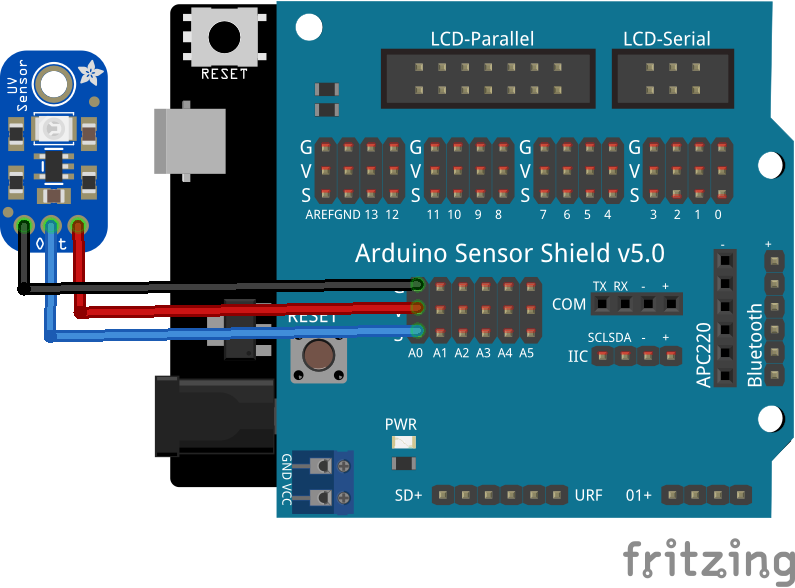 RESET
LCD-Parallel
LCD-Serial
UV
Sensor
G
V
S
G
V
S
G
V
S
G
V
S
AREF GND 13 12
11 10 9 8
7 6 5 4
3 2 1 0
Arduino Sensor Shield v5.0
- +
TX RX - +
COM
RESET
SCL SDA - +
IIC
A0 A1 A2 A3 A4 A5
APC220
Bluetooth
PWR
GND VCC
SD+
URF
01+
fritzing